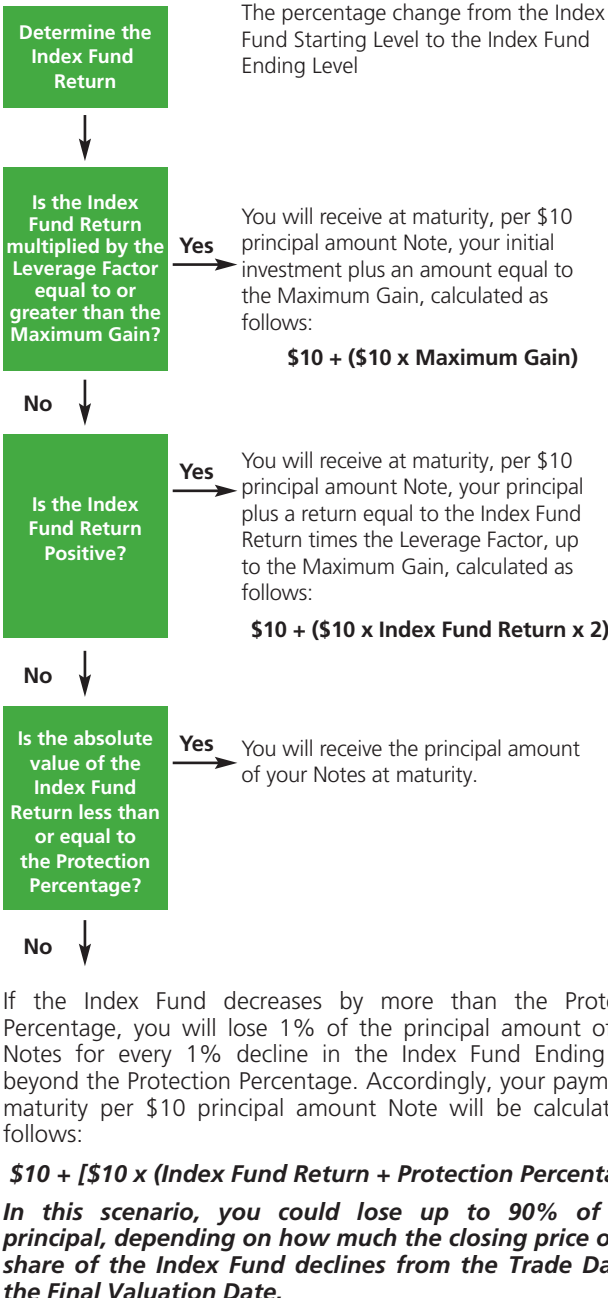 Determine the
Index Fund
Return
The percentage change from the Index
Fund Starting Level to the Index Fund
Ending Level
Is the Index
Fund Return
multiplied by the
Leverage Factor
equal to or
greater than the
Maximum Gain?
Yes
You will receive at maturity, per $10
principal amount Note, your initial
investment plus an amount equal to
the Maximum Gain, calculated as
follows:
$10 + ($10 x Maximum Gain)
No
Is the Index
Fund Return
Positive?
Yes
You will receive at maturity, per $10
principal amount Note, your principal
plus a return equal to the Index Fund
Return times the Leverage Factor, up
to the Maximum Gain, calculated as
follows:
$10 + ($10 x Index Fund Return x 2)
No
Is the absolute
value of the
Index Fund
Return less than
or equal to
the Protection
Percentage?
Yes
You will receive the principal amount
of your Notes at maturity.
No
If the Index Fund decreases by more than the
Percentage, you will lose 1% of the principal amount
Notes for every 1% decline in the Index Fund Ending
beyond the Protection Percentage. Accordingly, your
maturity per $10 principal amount Note will be
follows:
$10 + [$10 x (Index Fund Return + Protection
In this scenario, you could lose up to 90% of
principal, depending on how much the closing price
share of the Index Fund declines from the Trade
the Final Valuation Date.